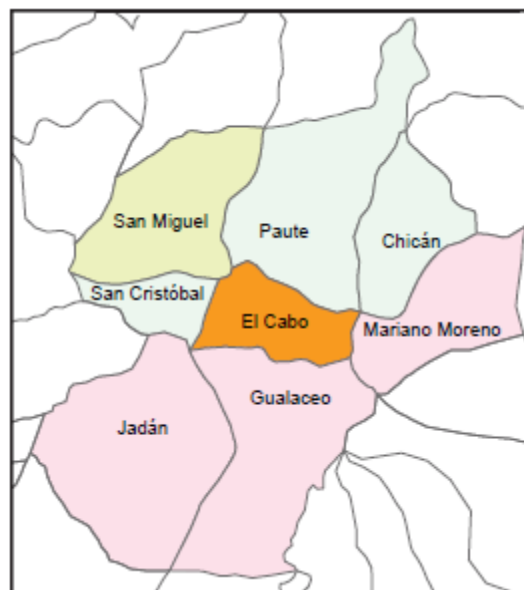 San Miguel
Paute
Chicán
San Cristóbal
El Cabo
Mariano Moreno
Gualaceo
Jadán